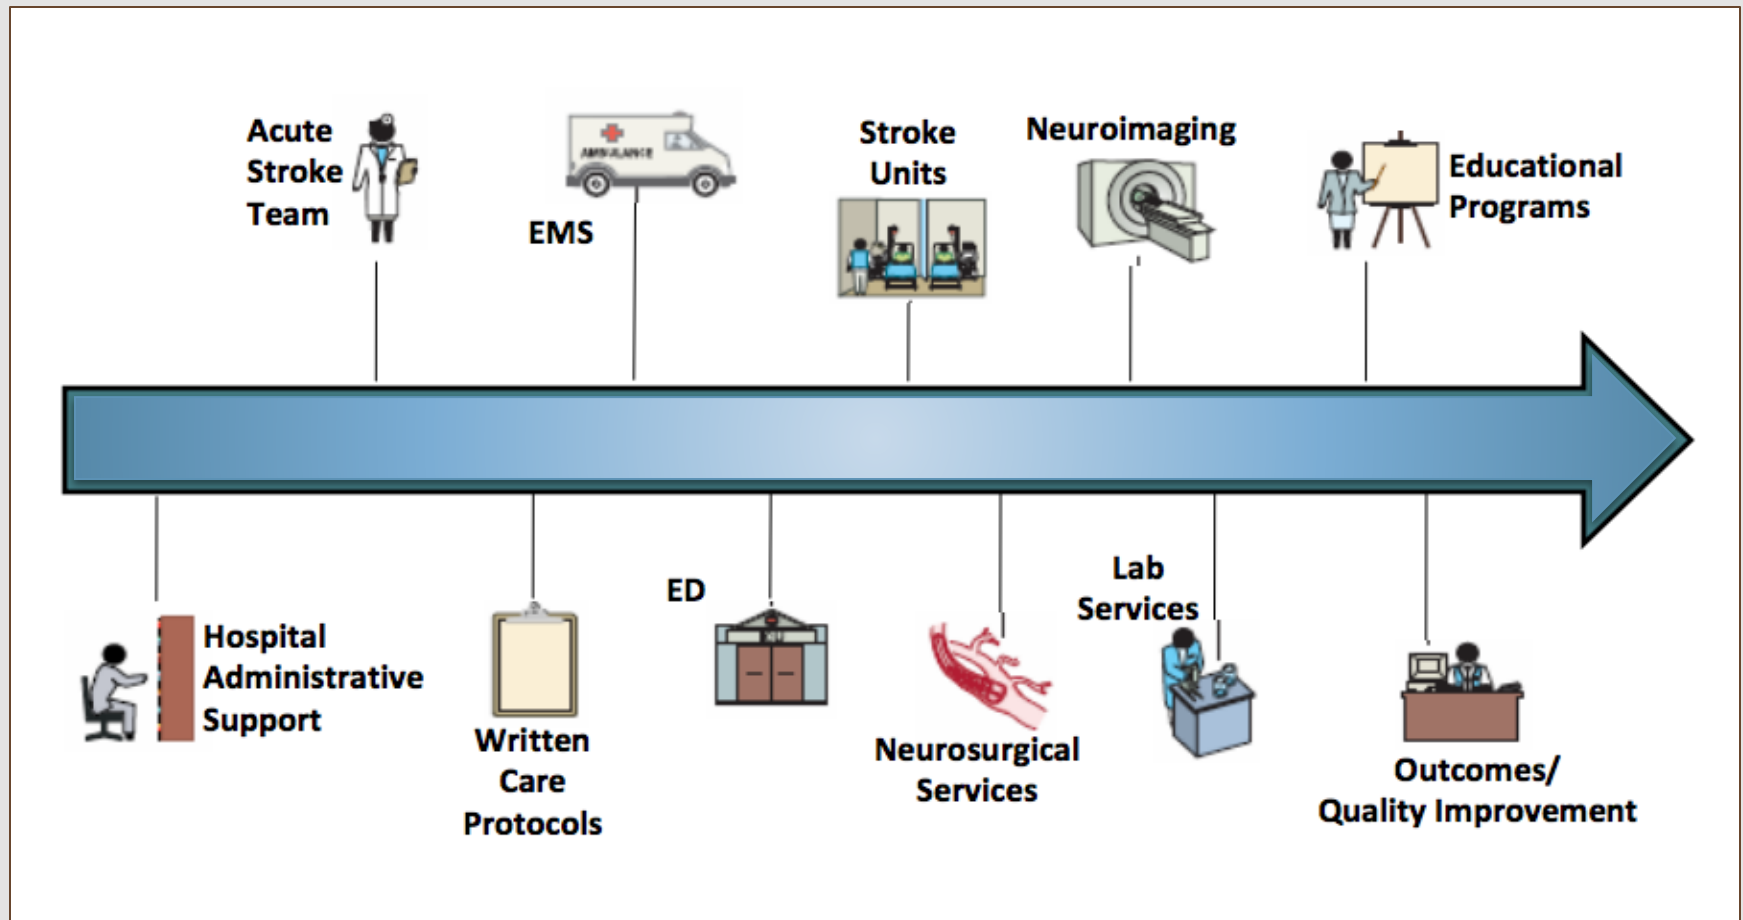 Acute
Stroke
Team
AMBULANCE
EMS
Stroke
Units
Neuroimaging
Educational
Programs
Hospital
Administrative
Support
Written
Care
Protocols
ED
Neurosurgical
Services
Lab
Services
Outcomes/
Quality Improvement